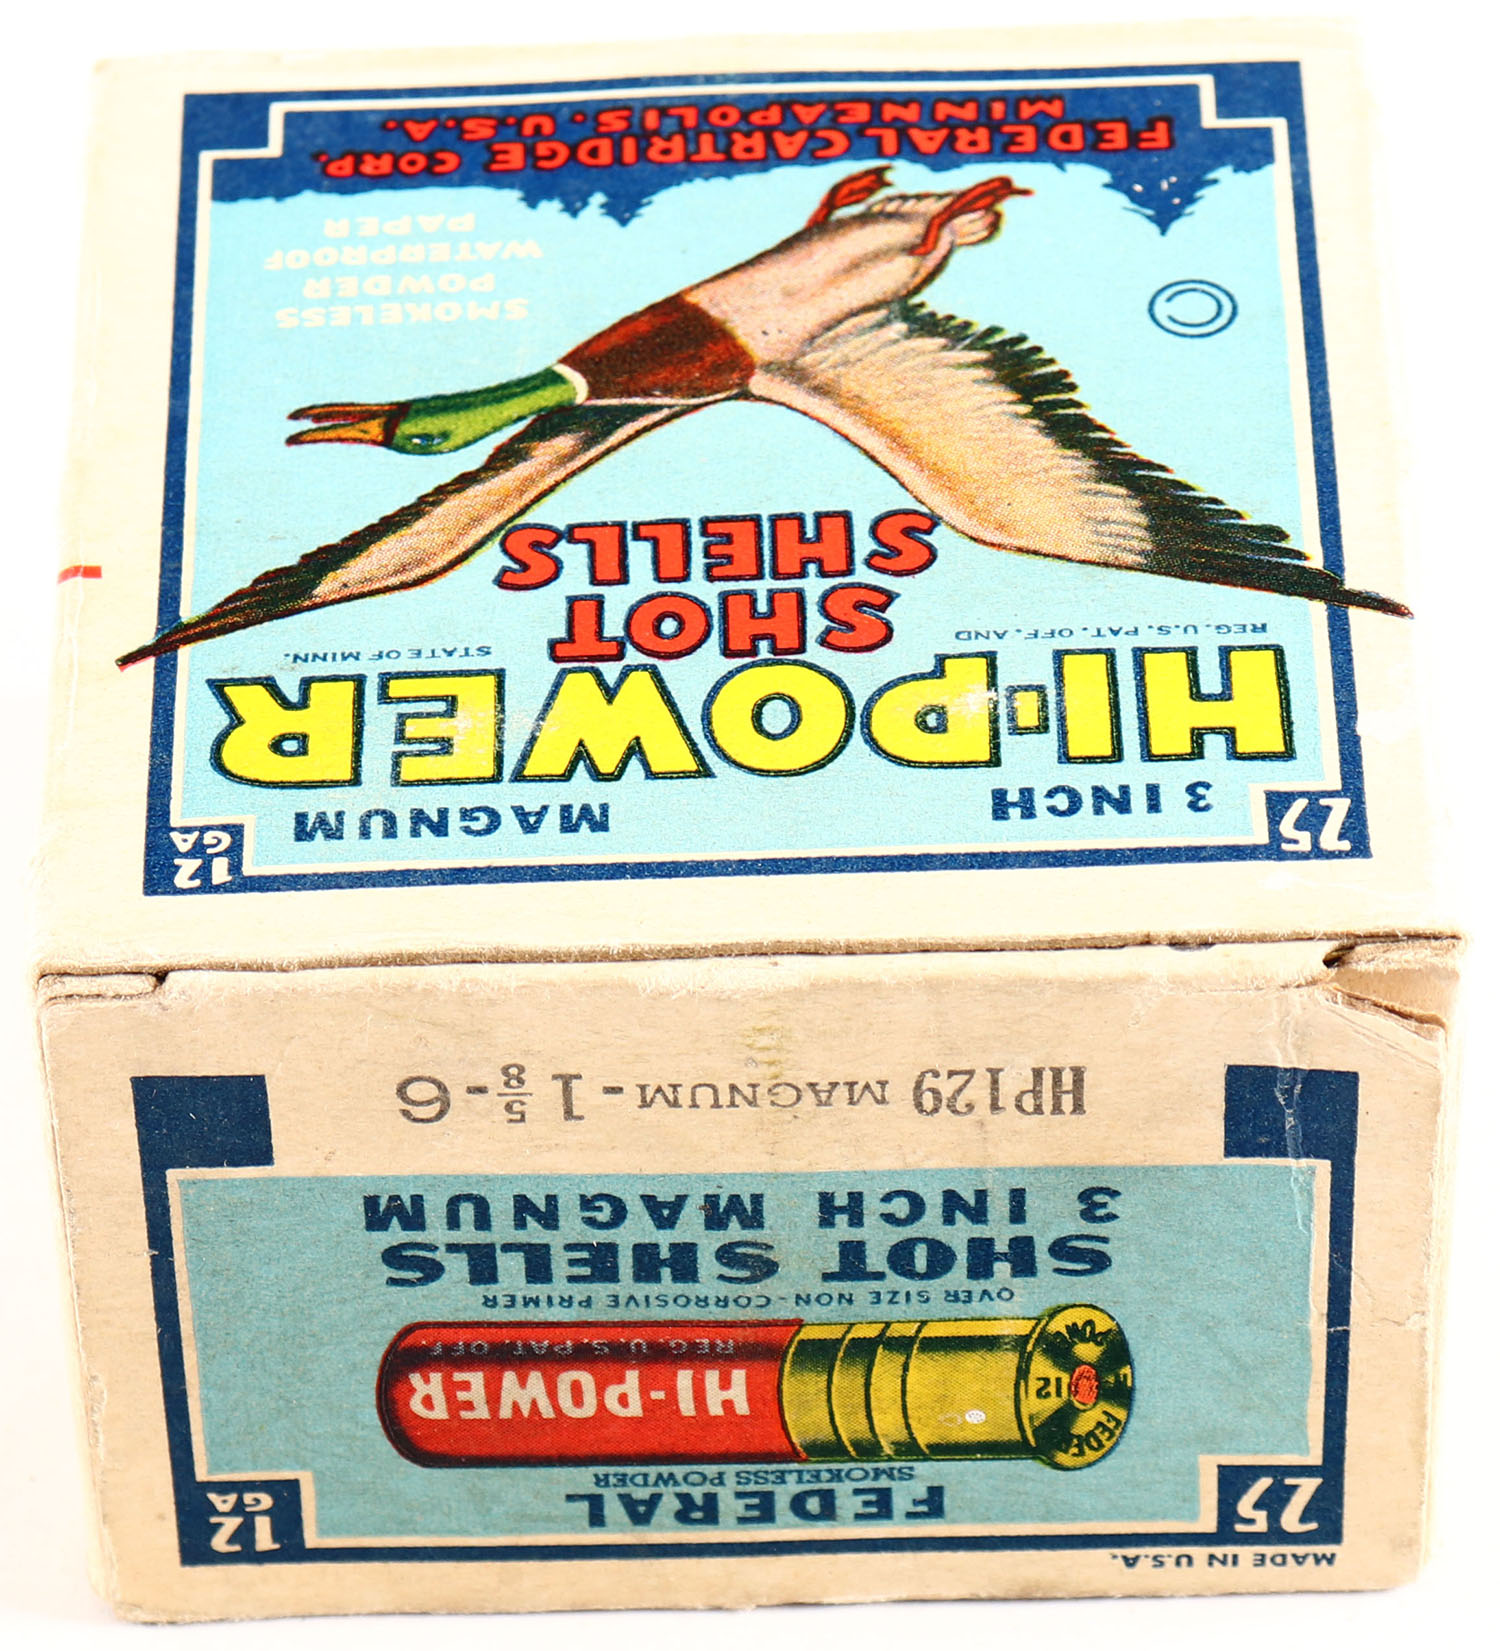 MADE IN U.S.A.
25
12
GA
FEDERAL
SMOKELESS POWDER
12
HI-POWER
REG. U.S. PAT. OFF.
OVER SIZE NON-CORROSIVE PRIMER
SHOT SHELLS
3 INCH MAGNUM
HP129 MAGNUM - 1 5/8 - 6
25
12
GA
3 INCH MAGNUM
HI-POWER
REG. U.S. PAT. OFF. AND STATE OF MINN.
SHOT
SHELLS
SMOKELESS
POWDER
WATERPROOF
PAPER
FEDERAL CARTRIDGE CORP.
MINNEAPOLIS. U.S.A.